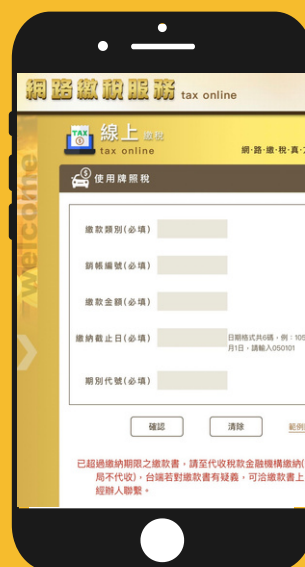 網路繳稅服務 tax online
線上 繳稅
tax online
網‧路‧繳‧稅‧真‧
welcome
TAX
使用牌照稅
繳款類別(必填)
銷帳編號(必填)
繳款金額(必填)
繳納截止日(必填)
日期格式共6碼，例：105
月1日，請輸入050101
期別代號(必填)
確認
清除
範例
已超過繳納期限之繳款書，請至代收稅款金融機構繳納(
局不代收)，台端若對繳款書有疑義，可洽繳款書上
經辦人聯繫。